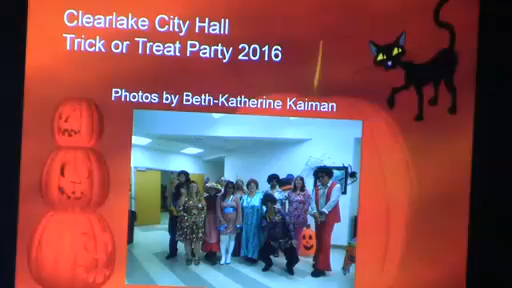 Clearlake City Hall
Trick or Treat Party 2016
Photos by Beth-Katherine Kaiman